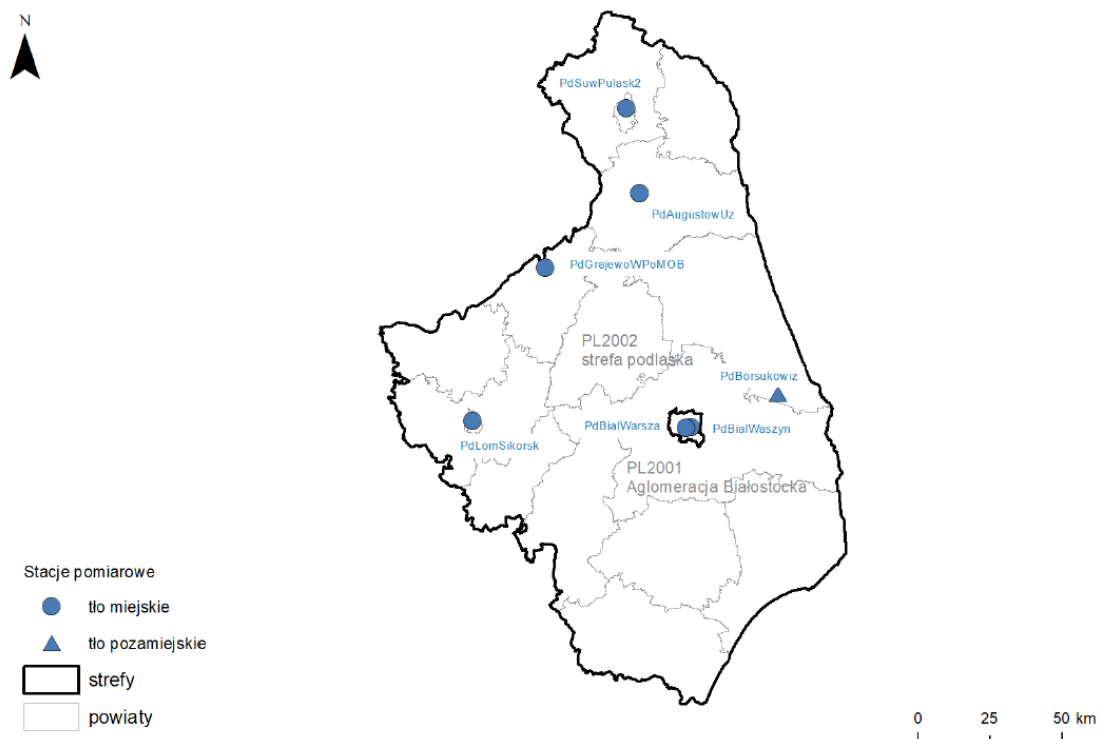 N
PdSuwPulask2
PdAugustowUz
PdGrajewoWPoMOB
PL2002
strefa podlaska
PdBorsukowiz
PdBialWarsza
PdBialWaszyn
PdLomSikorsk
PL2001
Aglomeracja Białostocka
Stacje pomiarowe
tło miejskie
tło pozamiejskie
strefy
powiaty
0 25 50 km